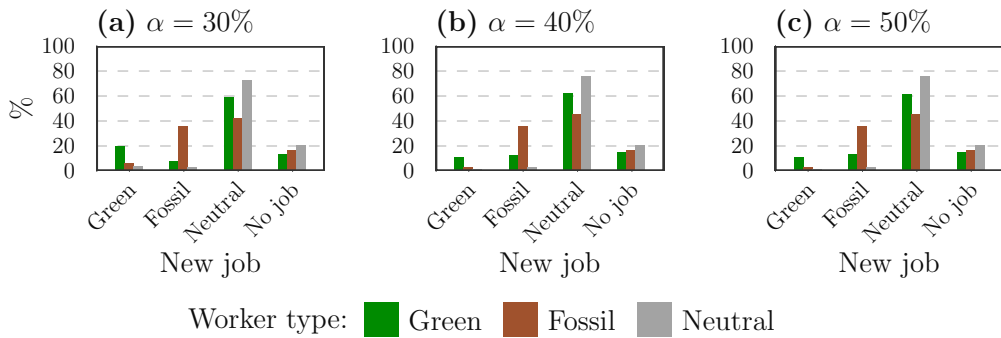 (a) α = 30%
(b) α = 40%
(c) α = 50%
%
100
80
60
40
20
0
Green
Fossil
Neutral
No job
New job
100
80
60
40
20
0
Green
Fossil
Neutral
No job
New job
100
80
60
40
20
0
Green
Fossil
Neutral
No job
New job
Worker type: Green Fossil Neutral